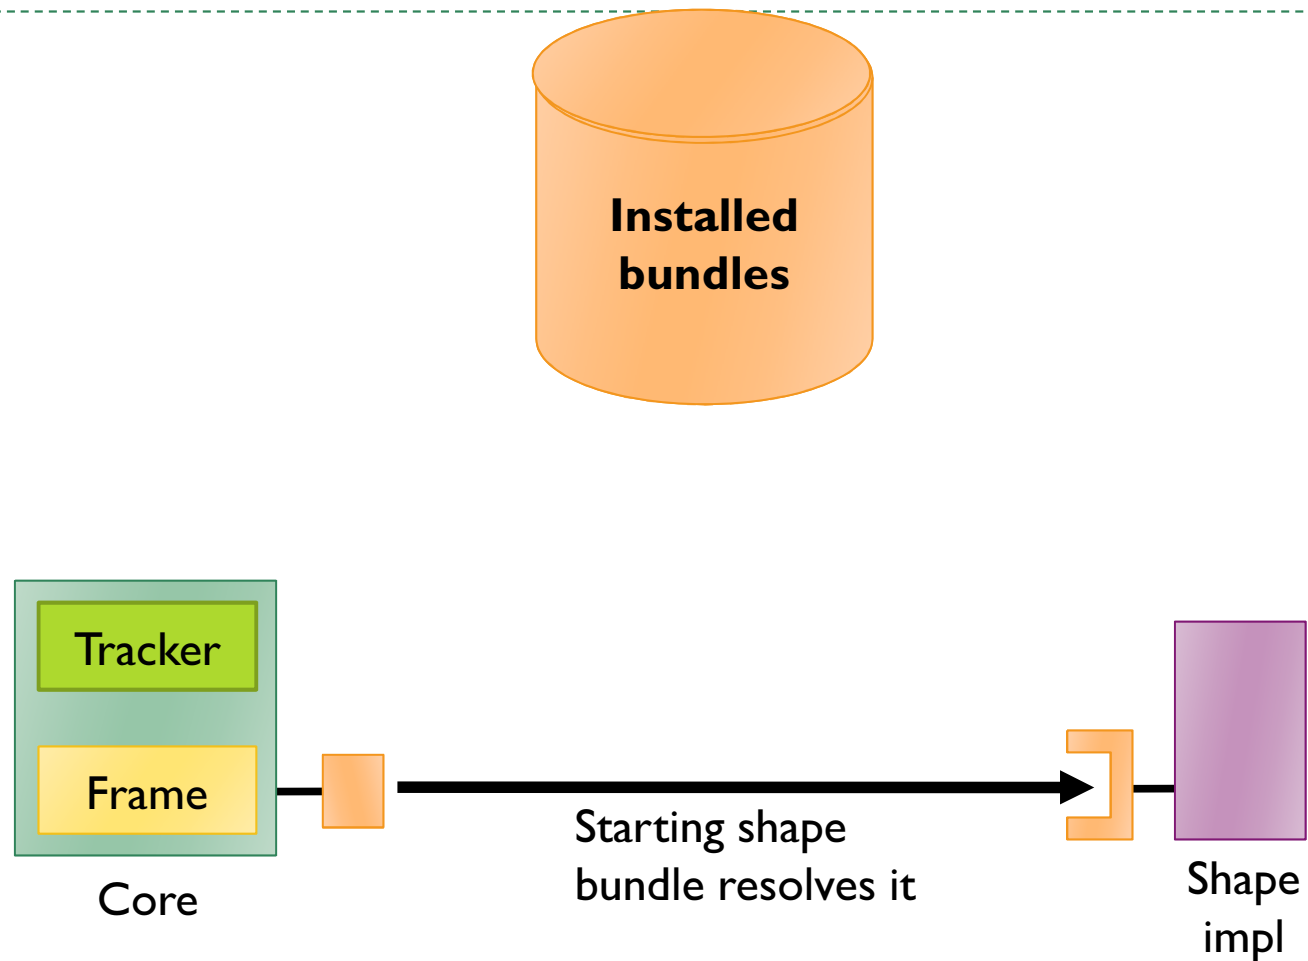 Installed
bundles
Tracker
Frame
Core
Starting shape
bundle resolves it
Shape
impl